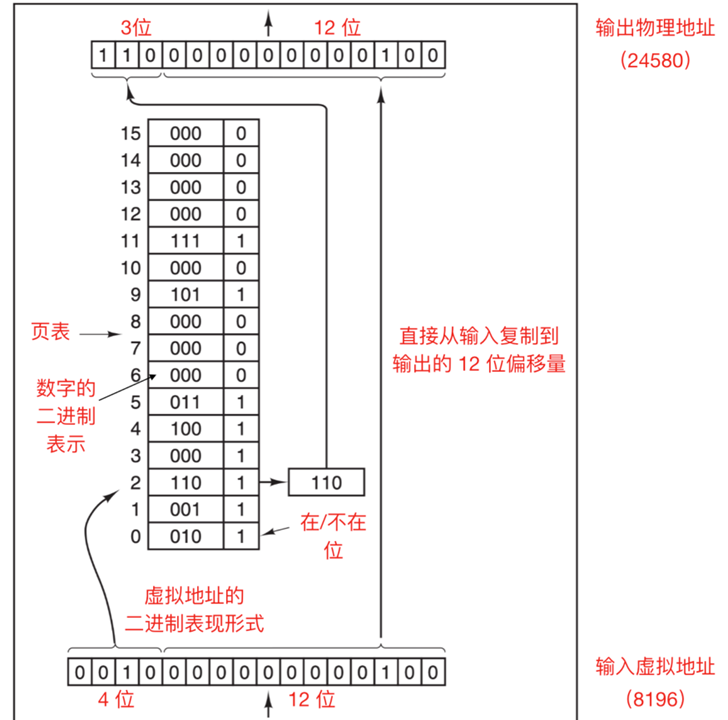 3位
12 位
输出物理地址
(24580)
1 1 0 0 0 0 0 0 0 0 0 0 1 0 0
15 000 0
14 000 0
13 000 0
12 000 0
11 111 1
10 000 0
9 101 1
8 000 0
7 000 0
6 000 0
5 011 1
4 100 1
3 000 1
2 110 1
1 001 1
0 010 1
页表
数字的
二进制
表示
110
在/不在
位
直接从输入复制到
输出的 12 位偏移量
虚拟地址的
二进制表现形式
0 0 1 0 0 0 0 0 0 0 0 0 0 1 0 0
4 位
12 位
输入虚拟地址
(8196)